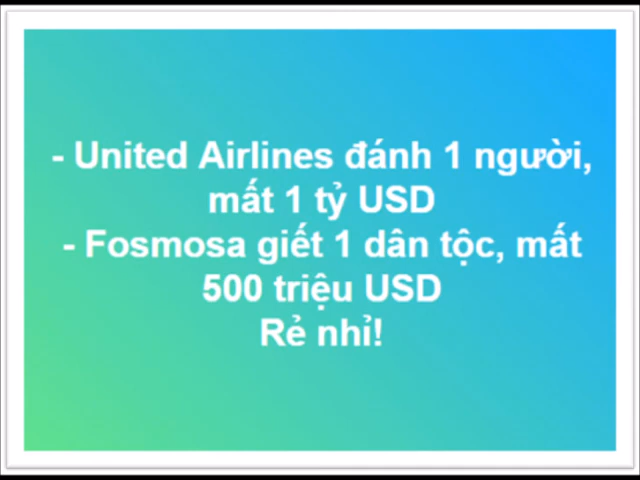 - United Airlines đánh 1 người,
mất 1 tỷ USD
- Fosmosa giết 1 dân tộc, mất
500 triệu USD
Rẻ nhỉ!